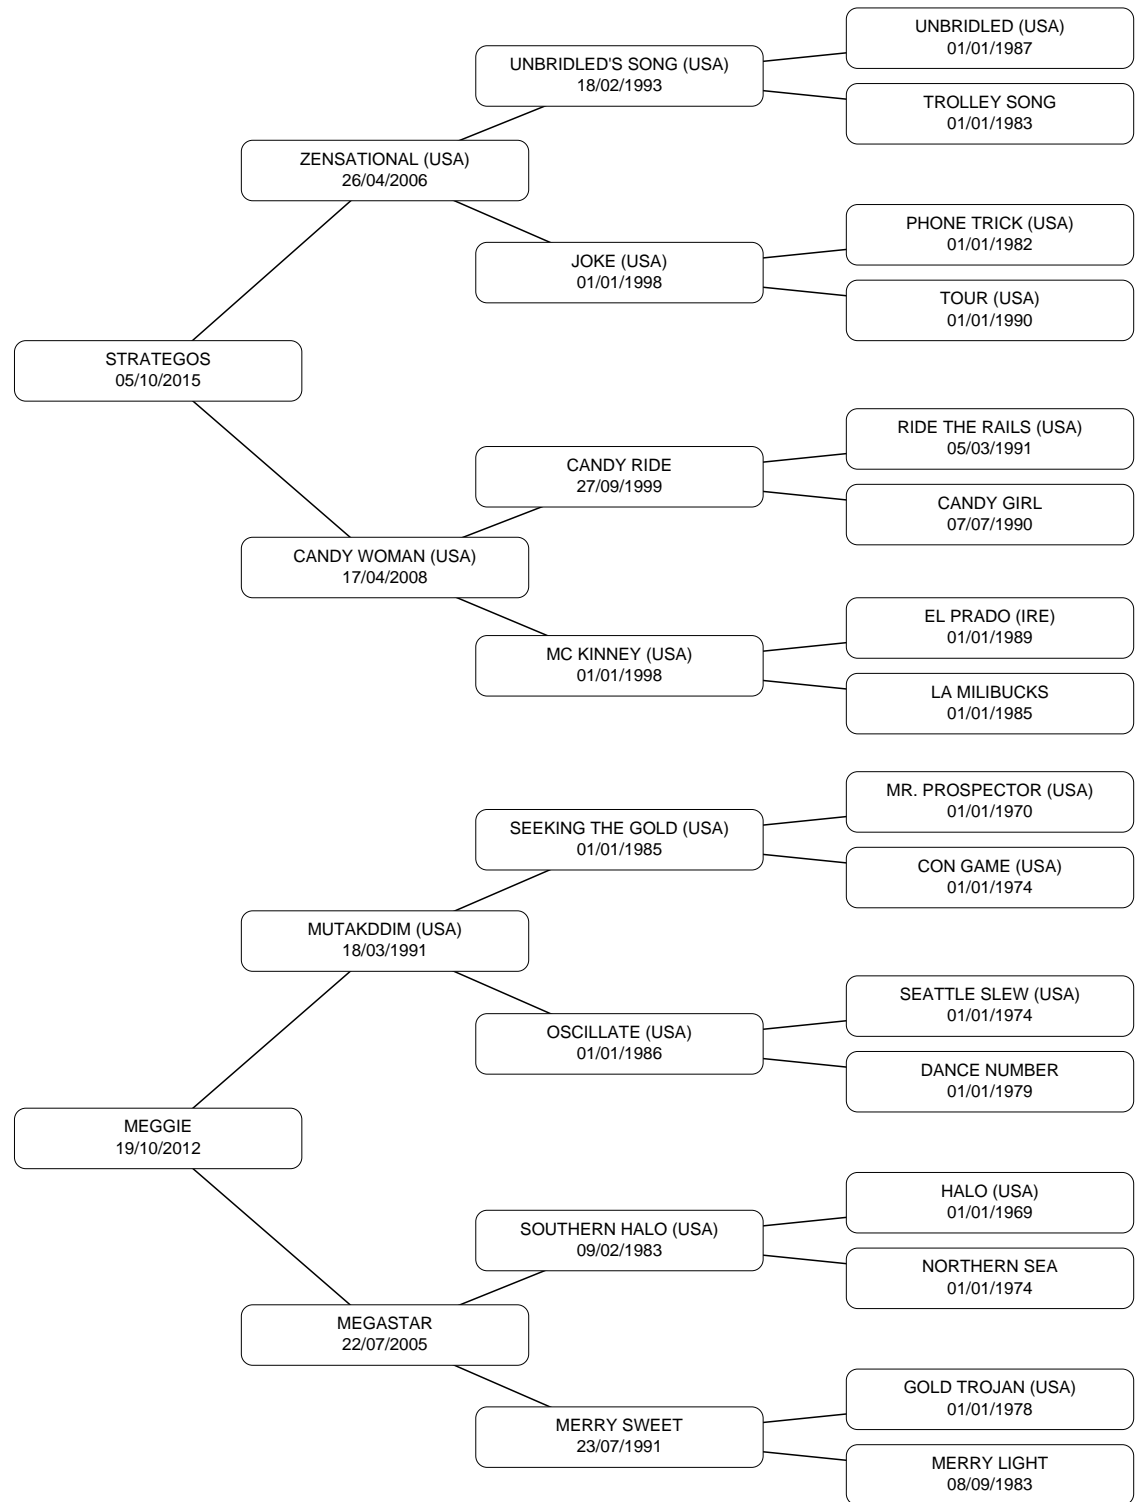 UNBRIDLED (USA)
01/01/1987
UNBRIDLED'S SONG (USA)
18/02/1993
TROLLEY SONG
01/01/1983
ZENSATIONAL (USA)
26/04/2006
PHONE TRICK (USA)
01/01/1982
JOKE (USA)
01/01/1998
TOUR (USA)
01/01/1990
STRATEGOS
05/10/2015
RIDE THE RAILS (USA)
05/03/1991
CANDY RIDE
27/09/1999
CANDY GIRL
07/07/1990
CANDY WOMAN (USA)
17/04/2008
EL PRADO (IRE)
01/01/1989
MC KINNEY (USA)
01/01/1998
LA MILIBUCKS
01/01/1985
MR. PROSPECTOR (USA)
01/01/1970
SEEKING THE GOLD (USA)
01/01/1985
CON GAME (USA)
01/01/1974
MUTAKDDIM (USA)
18/03/1991
SEATTLE SLEW (USA)
01/01/1974
OSCILLATE (USA)
01/01/1986
DANCE NUMBER
01/01/1979
MEGGIE
19/10/2012
HALO (USA)
01/01/1969
SOUTHERN HALO (USA)
09/02/1983
NORTHERN SEA
01/01/1974
MEGASTAR
22/07/2005
GOLD TROJAN (USA)
01/01/1978
MERRY SWEET
23/07/1991
MERRY LIGHT
08/09/1983